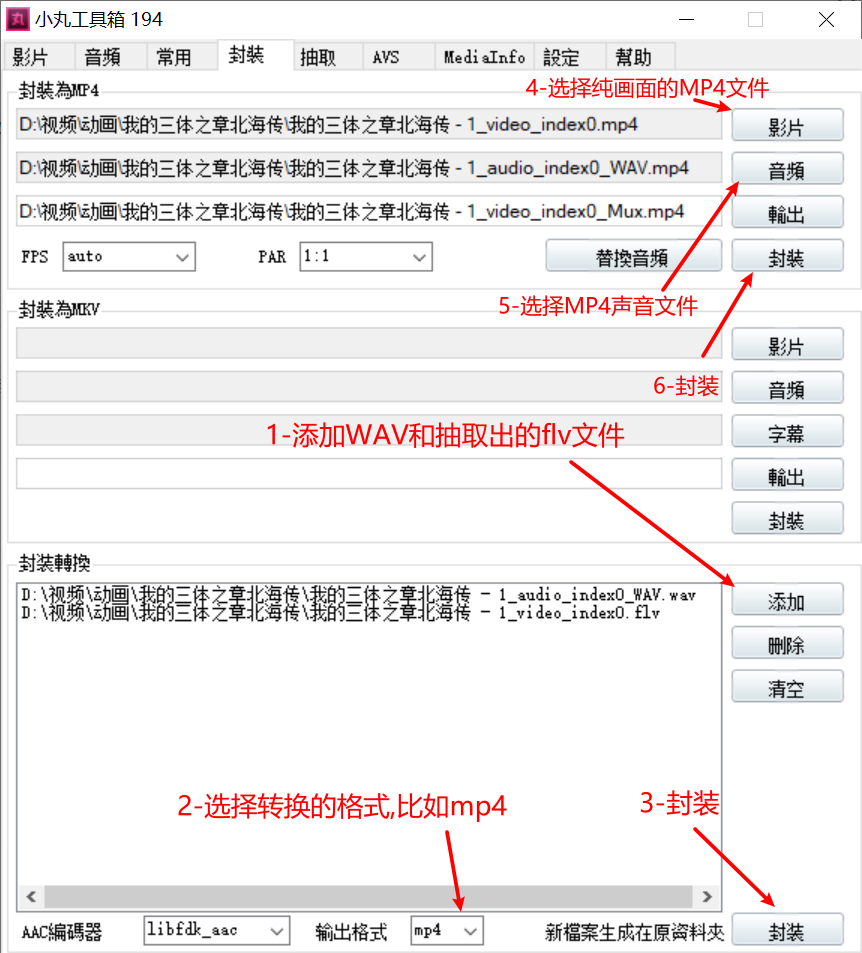 小丸工具箱 194
影片 音頻 常用 封裝 抽取 AVS MediaInfo 設定 幫助
封裝為MP4
4-选择纯画面的MP4文件
D:\视频\动画\我的三体之章北海传\我的三体之章北海传 - 1_video_index0.mp4 影片
D:\视频\动画\我的三体之章北海传\我的三体之章北海传 - 1_audio_index0_WAV.mp4 音頻
D:\视频\动画\我的三体之章北海传\我的三体之章北海传 - 1_video_index0_Mux.mp4 輸出
FPS auto PAR 1:1 替換音頻 封裝
5-选择MP4声音文件
封裝為MKV
影片
6-封装
音頻
1-添加WAV和抽取出的flv文件
字幕
輸出
封裝
封装轉換
D:\视频\动画\我的三体之章北海传\我的三体之章北海传 - 1_audio_index0_WAV.wav
D:\视频\动画\我的三体之章北海传\我的三体之章北海传 - 1_video_index0.flv
添加
刪除
清空
2-选择转换的格式,比如mp4
3-封装
AAC編碼器 libfdk_aac 輸出格式 mp4 新檔案生成在原資料夾 封裝